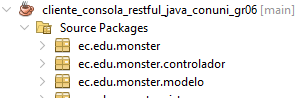 cliente_consola_restful_java_conuni_gr06 [main]
Source Packages
ec.edu.monster
ec.edu.monster.controlador
ec.edu.monster.modelo